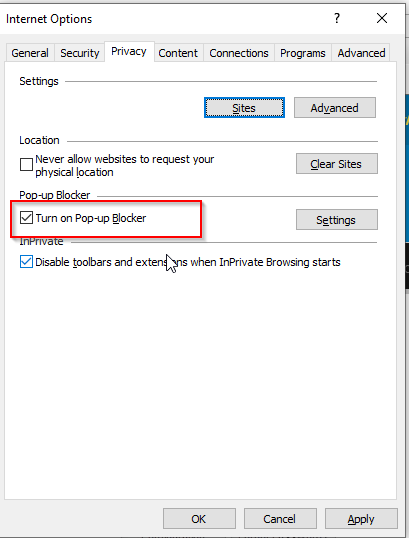 Internet Options
?
General Security Privacy Content Connections Programs Advanced
Settings
Sites Advanced
Location
Never allow websites to request your
physical location
Clear Sites
Pop-up Blocker
Turn on Pop-up Blocker
Settings
InPrivate
Disable toolbars and extensions when InPrivate Browsing starts
OK Cancel Apply